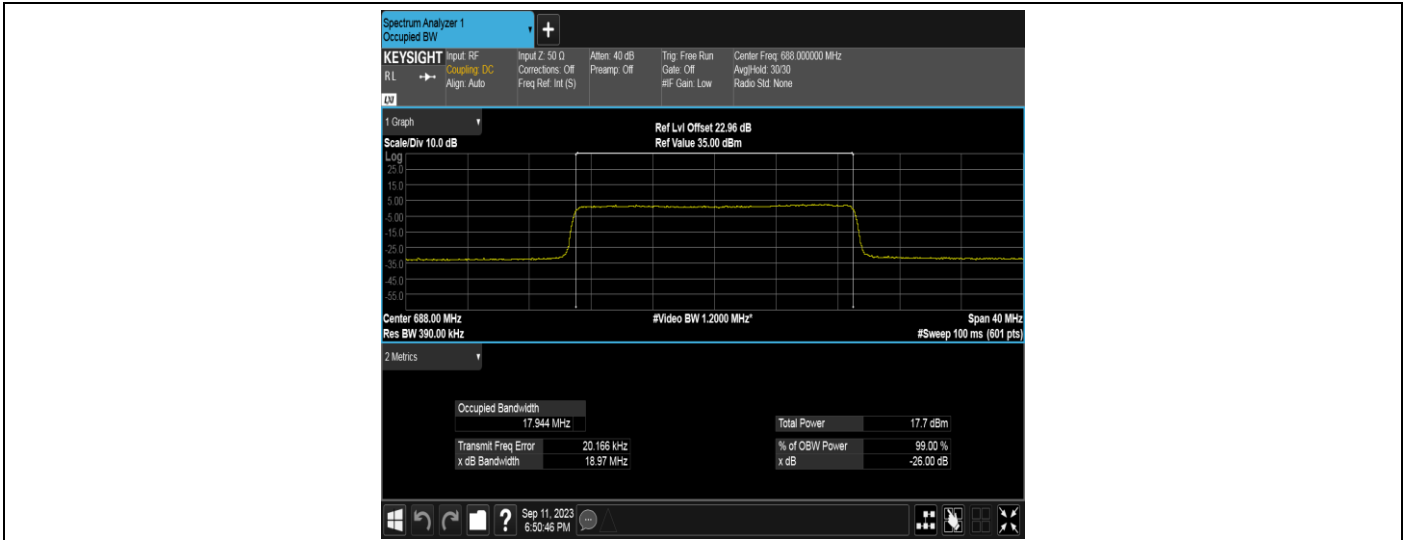 Spectrum Analyzer 1
Occupied BW
+
KEYSIGHT Input: RF Input Z: 50 Ω Atten: 40 dB Trig: Free Run Center Freq: 688.000000 MHz
RL Coupling: DC Corrections: Off Preamp: Off Gate: Off Avg|Hold: 30/30
Align: Auto Freq Ref: Int (S) #IF Gain: Low Radio Std: None
LXI
1 Graph
Ref Lvl Offset 22.96 dB
Scale/Div 10.0 dB Ref Value 35.00 dBm
Log
25.0
15.0
5.00
-5.00
-15.0
-25.0
-35.0
-45.0
-55.0
Center 688.00 MHz #Video BW 1.2000 MHz* Span 40 MHz
Res BW 390.00 kHz #Sweep 100 ms (601 pts)
2 Metrics
Occupied Bandwidth
17.944 MHz Total Power 17.7 dBm
Transmit Freq Error 20.166 kHz % of OBW Power 99.00 %
x dB Bandwidth 18.97 MHz x dB -26.00 dB
? Sep 11, 2023
6:50:46 PM